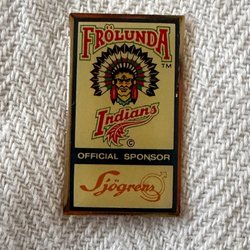 FRÖLUNDA
TM
Indians
©
OFFICIAL SPONSOR
Sjögrens